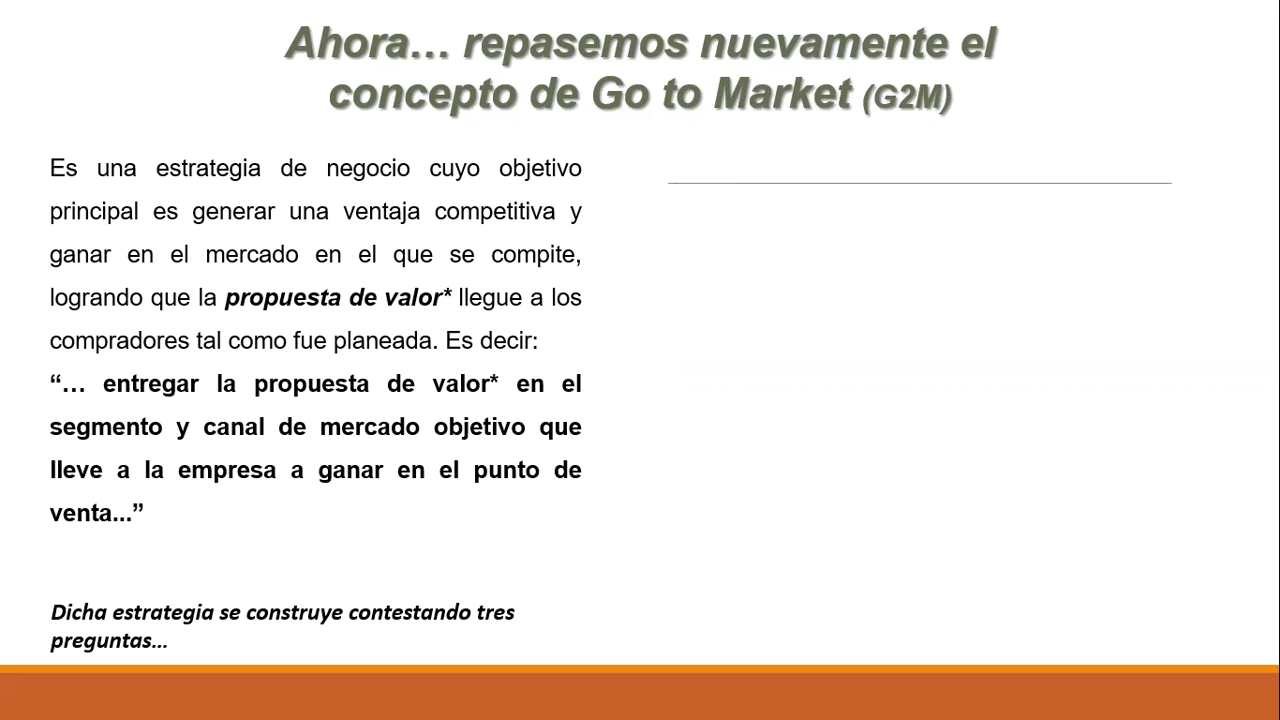 Ahora… repasemos nuevamente el
concepto de Go to Market (G2M)
Es una estrategia de negocio cuyo objetivo
principal es generar una ventaja competitiva y
ganar en el mercado en el que se compite,
logrando que la propuesta de valor* llegue a los
compradores tal como fue planeada. Es decir:
“… entregar la propuesta de valor* en el
segmento y canal de mercado objetivo que
lleve a la empresa a ganar en el punto de
venta...”
Dicha estrategia se construye contestando tres
preguntas…